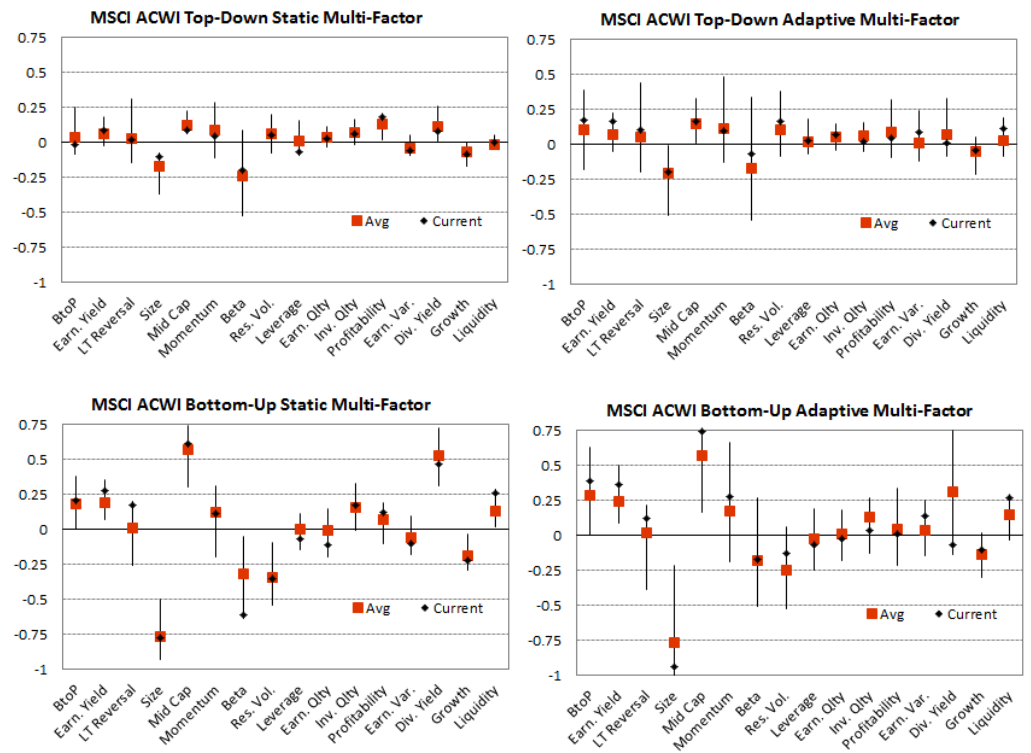 MSCI ACWI Top-Down Static Multi-Factor
0.75
0.5
0.25
0
-0.25
-0.5
-0.75
-1
Avg Current
BtoP Earn. Yield LT Reversal Size Mid Cap Momentum Beta Res. Vol. Leverage Earn. Qlty Inv. Qlty Profitability Earn. Var. Div. Yield Growth Liquidity
MSCI ACWI Top-Down Adaptive Multi-Factor
0.75
0.5
0.25
0
-0.25
-0.5
-0.75
-1
Avg Current
BtoP Earn. Yield LT Reversal Size Mid Cap Momentum Beta Res. Vol. Leverage Earn. Qlty Inv. Qlty Profitability Earn. Var. Div. Yield Growth Liquidity
MSCI ACWI Bottom-Up Static Multi-Factor
0.75
0.5
0.25
0
-0.25
-0.5
-0.75
-1
Avg Current
BtoP Earn. Yield LT Reversal Size Mid Cap Momentum Beta Res. Vol. Leverage Earn. Qlty Inv. Qlty Profitability Earn. Var. Div. Yield Growth Liquidity
MSCI ACWI Bottom-Up Adaptive Multi-Factor
0.75
0.5
0.25
0
-0.25
-0.5
-0.75
-1
Avg Current
BtoP Earn. Yield LT Reversal Size Mid Cap Momentum Beta Res. Vol. Leverage Earn. Qlty Inv. Qlty Profitability Earn. Var. Div. Yield Growth Liquidity